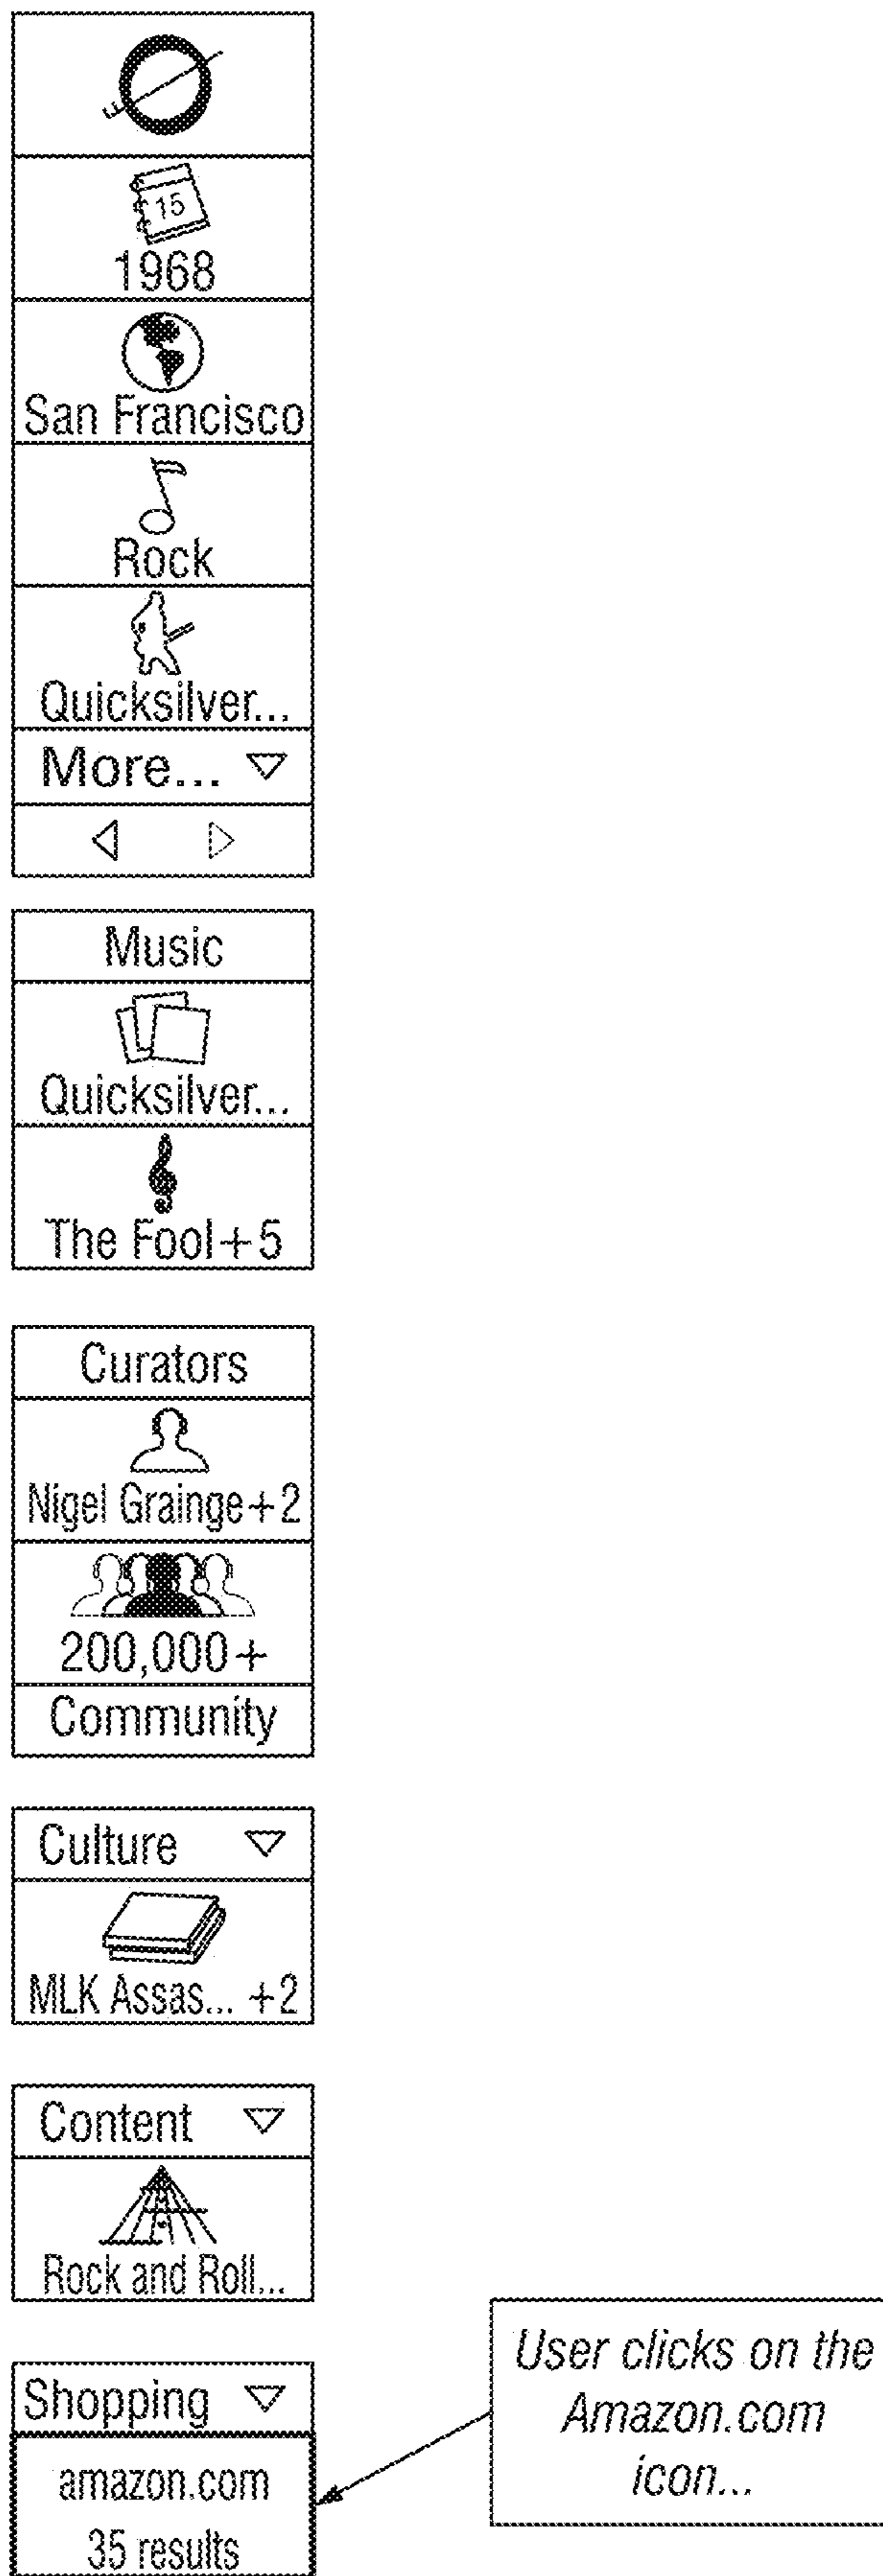 15
1968
San Francisco
Rock
Quicksilver...
More...
Music
Quicksilver...
The Fool+5
Curators
Nigel Grainge+2
200,000+
Community
Culture
MLK Assas... +2
Content
Rock and Roll...
Shopping
amazon.com
35 results
User clicks on the
Amazon.com
icon...